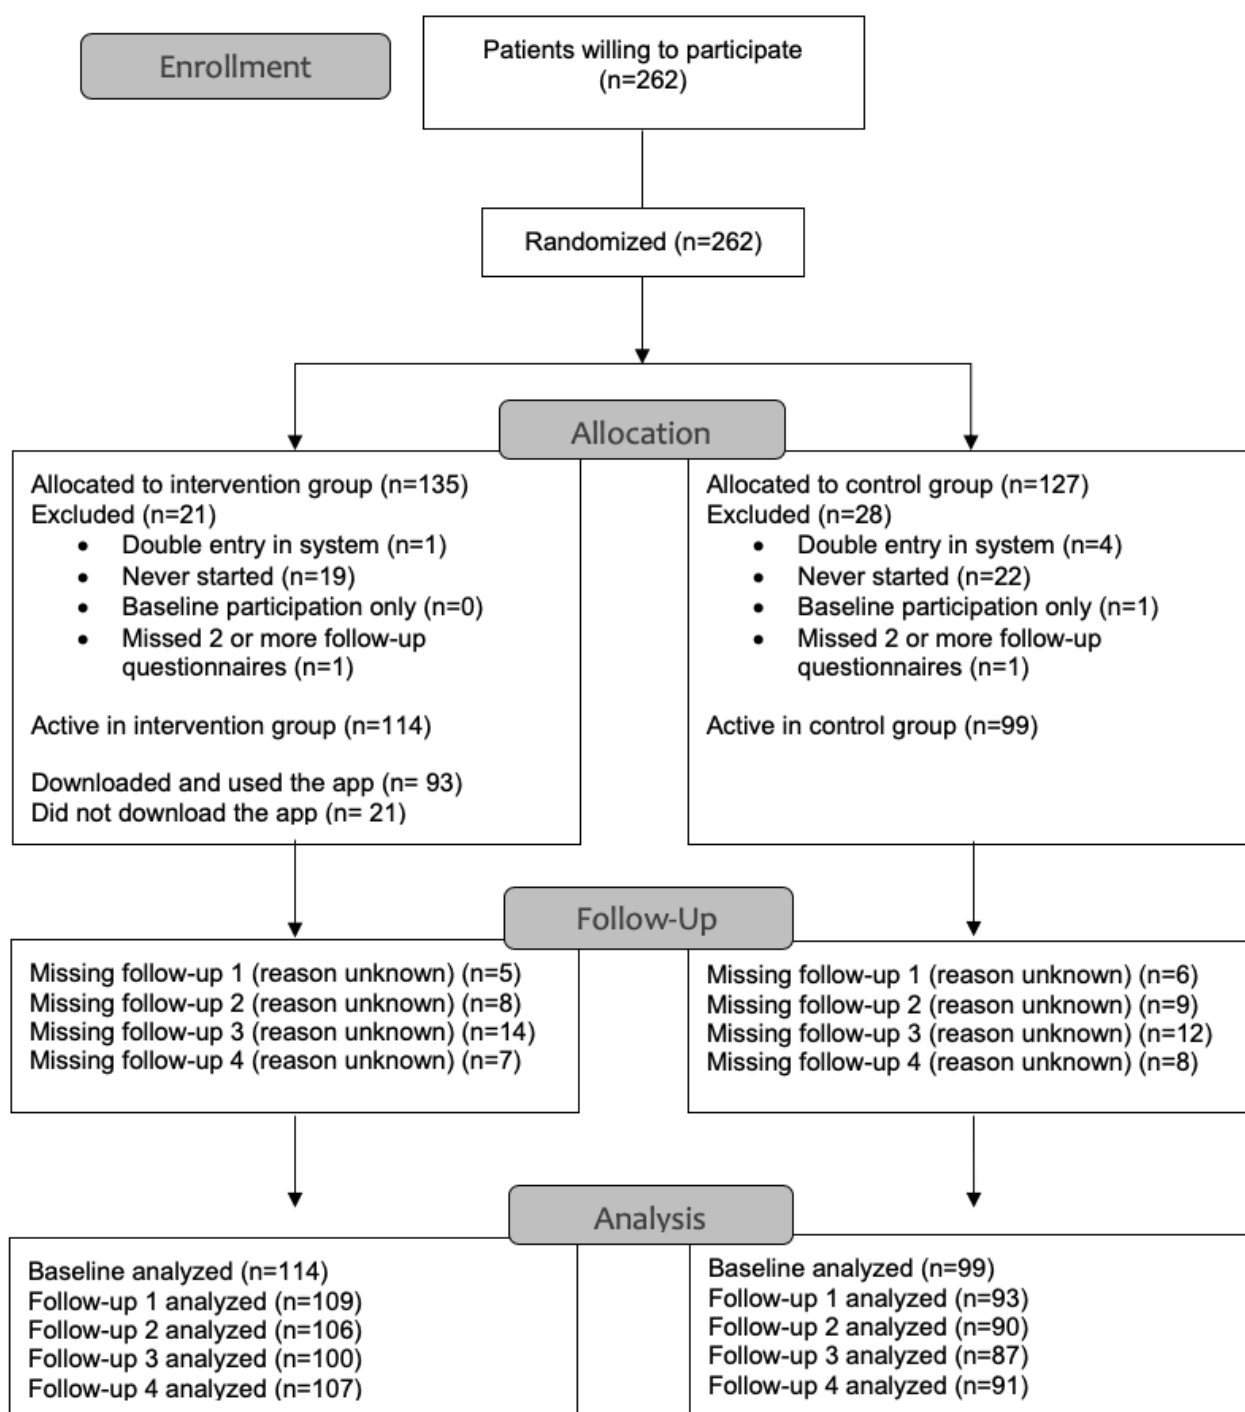 Enrollment
Patients willing to participate
(n=262)
Randomized (n=262)
Allocation
Allocated to intervention group (n=135)
Excluded (n=21)
• Double entry in system (n=1)
• Never started (n=19)
• Baseline participation only (n=0)
• Missed 2 or more follow-up
questionnaires (n=1)
Active in intervention group (n=114)
Downloaded and used the app (n= 93)
Did not download the app (n= 21)
Allocated to control group (n=127)
Excluded (n=28)
• Double entry in system (n=4)
• Never started (n=22)
• Baseline participation only (n=1)
• Missed 2 or more follow-up
questionnaires (n=1)
Active in control group (n=99)
Follow-Up
Missing follow-up 1 (reason unknown) (n=5)
Missing follow-up 2 (reason unknown) (n=8)
Missing follow-up 3 (reason unknown) (n=14)
Missing follow-up 4 (reason unknown) (n=7)
Missing follow-up 1 (reason unknown) (n=6)
Missing follow-up 2 (reason unknown) (n=9)
Missing follow-up 3 (reason unknown) (n=12)
Missing follow-up 4 (reason unknown) (n=8)
Analysis
Baseline analyzed (n=114)
Follow-up 1 analyzed (n=109)
Follow-up 2 analyzed (n=106)
Follow-up 3 analyzed (n=100)
Follow-up 4 analyzed (n=107)
Baseline analyzed (n=99)
Follow-up 1 analyzed (n=93)
Follow-up 2 analyzed (n=90)
Follow-up 3 analyzed (n=87)
Follow-up 4 analyzed (n=91)